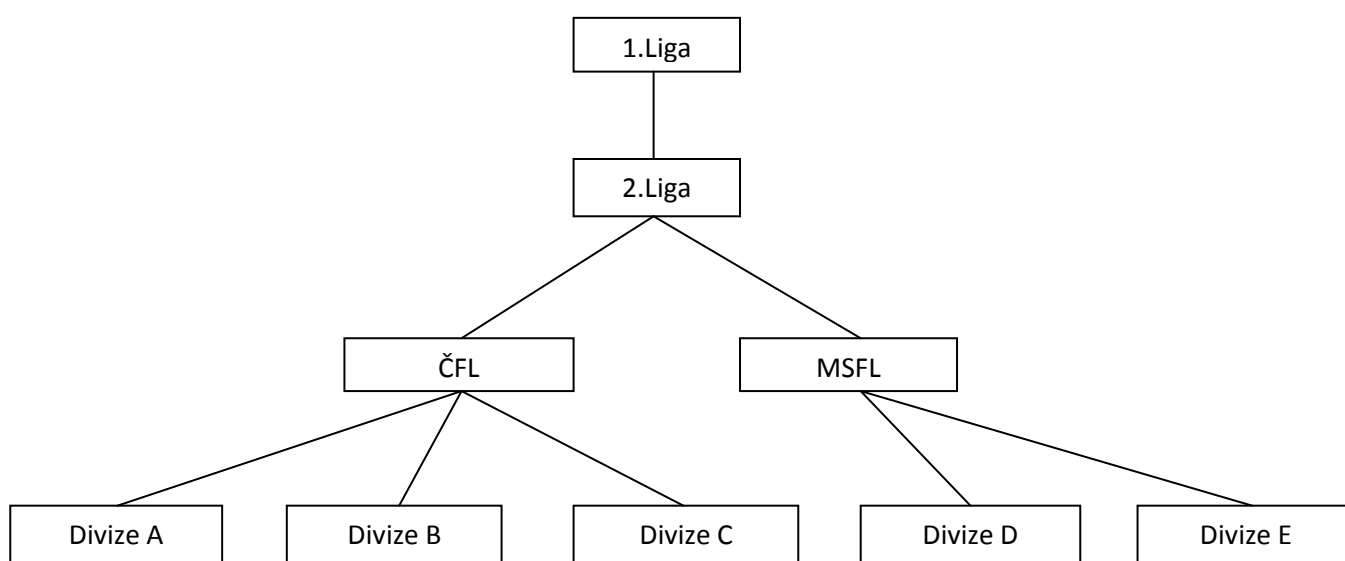 1.Liga
2.Liga
ČFL
MSFL
Divize A
Divize B
Divize C
Divize D
Divize E